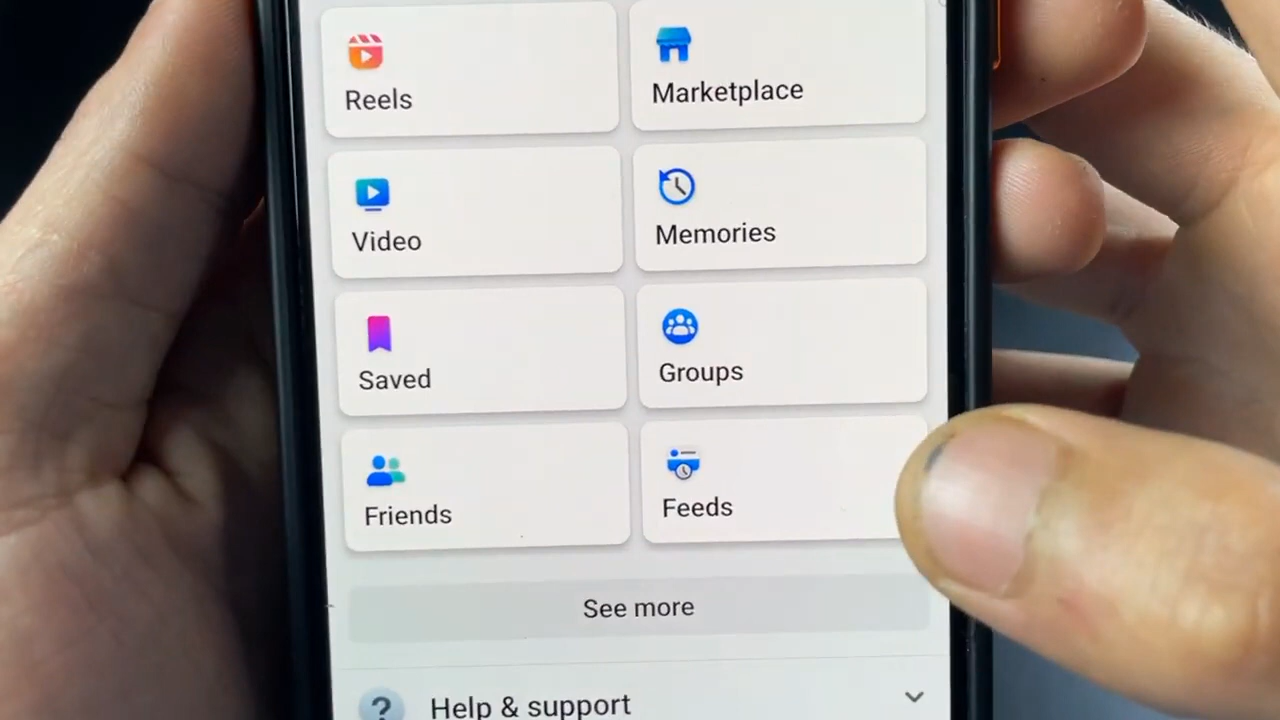 Reels
Marketplace
Video
Memories
Saved
Groups
Friends
Feeds
See more
? Help & support